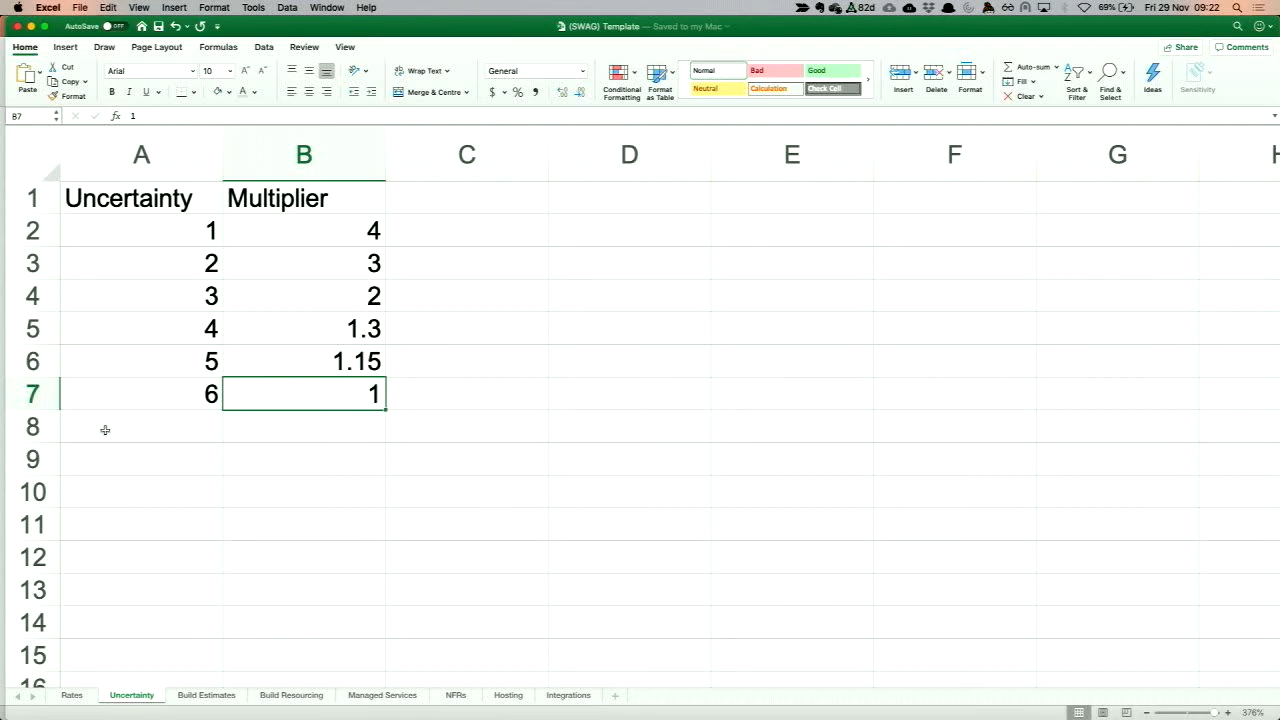 Excel File Edit View Insert Format Tools Data Window Help 82d 69% Fri 29 Nov 09:22
AutoSave OFF (SWAG) Template — Saved to my Mac
Home Insert Draw Page Layout Formulas Data Review View Share Comments
Paste Cut Copy Format
Arial 10 Wrap Text General
B I U A Merge & Centre $ %
Conditional Formatting Format as Table
Normal Bad Good
Neutral Calculation Check Cell
Insert Delete Format
Auto-sum Fill Clear
Sort & Filter Find & Select Ideas Sensitivity
B7 fx 1
A B C D E F G H
1 Uncertainty Multiplier
2 1 4
3 2 3
4 3 2
5 4 1.3
6 5 1.15
7 6 1
8
9
10
11
12
13
14
15
16
Rates Uncertainty Build Estimates Build Resourcing Managed Services NFRs Hosting Integrations +
376%